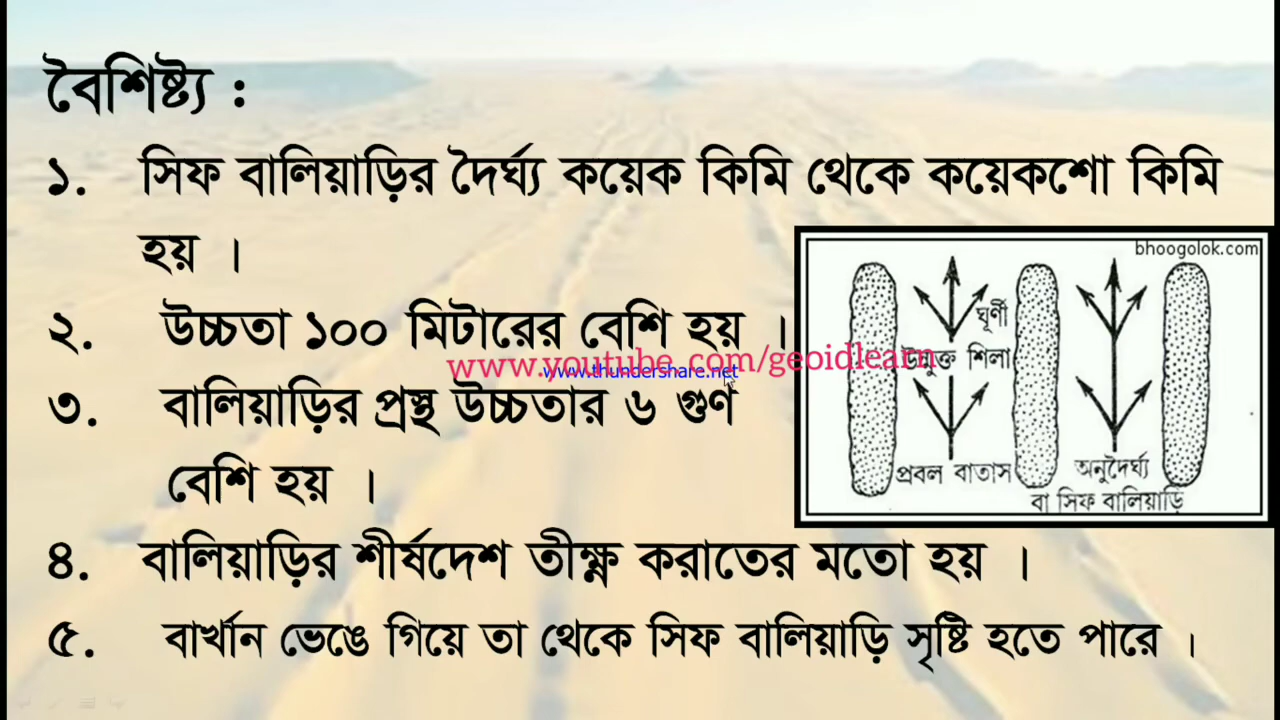 বৈশিষ্ট্য :
১. সিফ বালিয়াড়ির দৈর্ঘ্য কয়েক কিমি থেকে কয়েকশো কিমি
হয় ।
bhoogolok.com
ঘূর্ণী
২. উচ্চতা ১০০ মিটারের বেশি হয় ।
উন্মুক্ত শিলা
www.youtube.com/geoidlearn
www.thundershare.net
৩. বালিয়াড়ির প্রস্থ উচ্চতার ৬ গুণ
বেশি হয় ।
প্রবল বাতাস
অনুদৈর্ঘ্য
বা সিফ বালিয়াড়ি
৪. বালিয়াড়ির শীর্ষদেশ তীক্ষ্ণ করাতের মতো হয় ।
৫. বার্খান ভেঙে গিয়ে তা থেকে সিফ বালিয়াড়ি সৃষ্টি হতে পারে ।